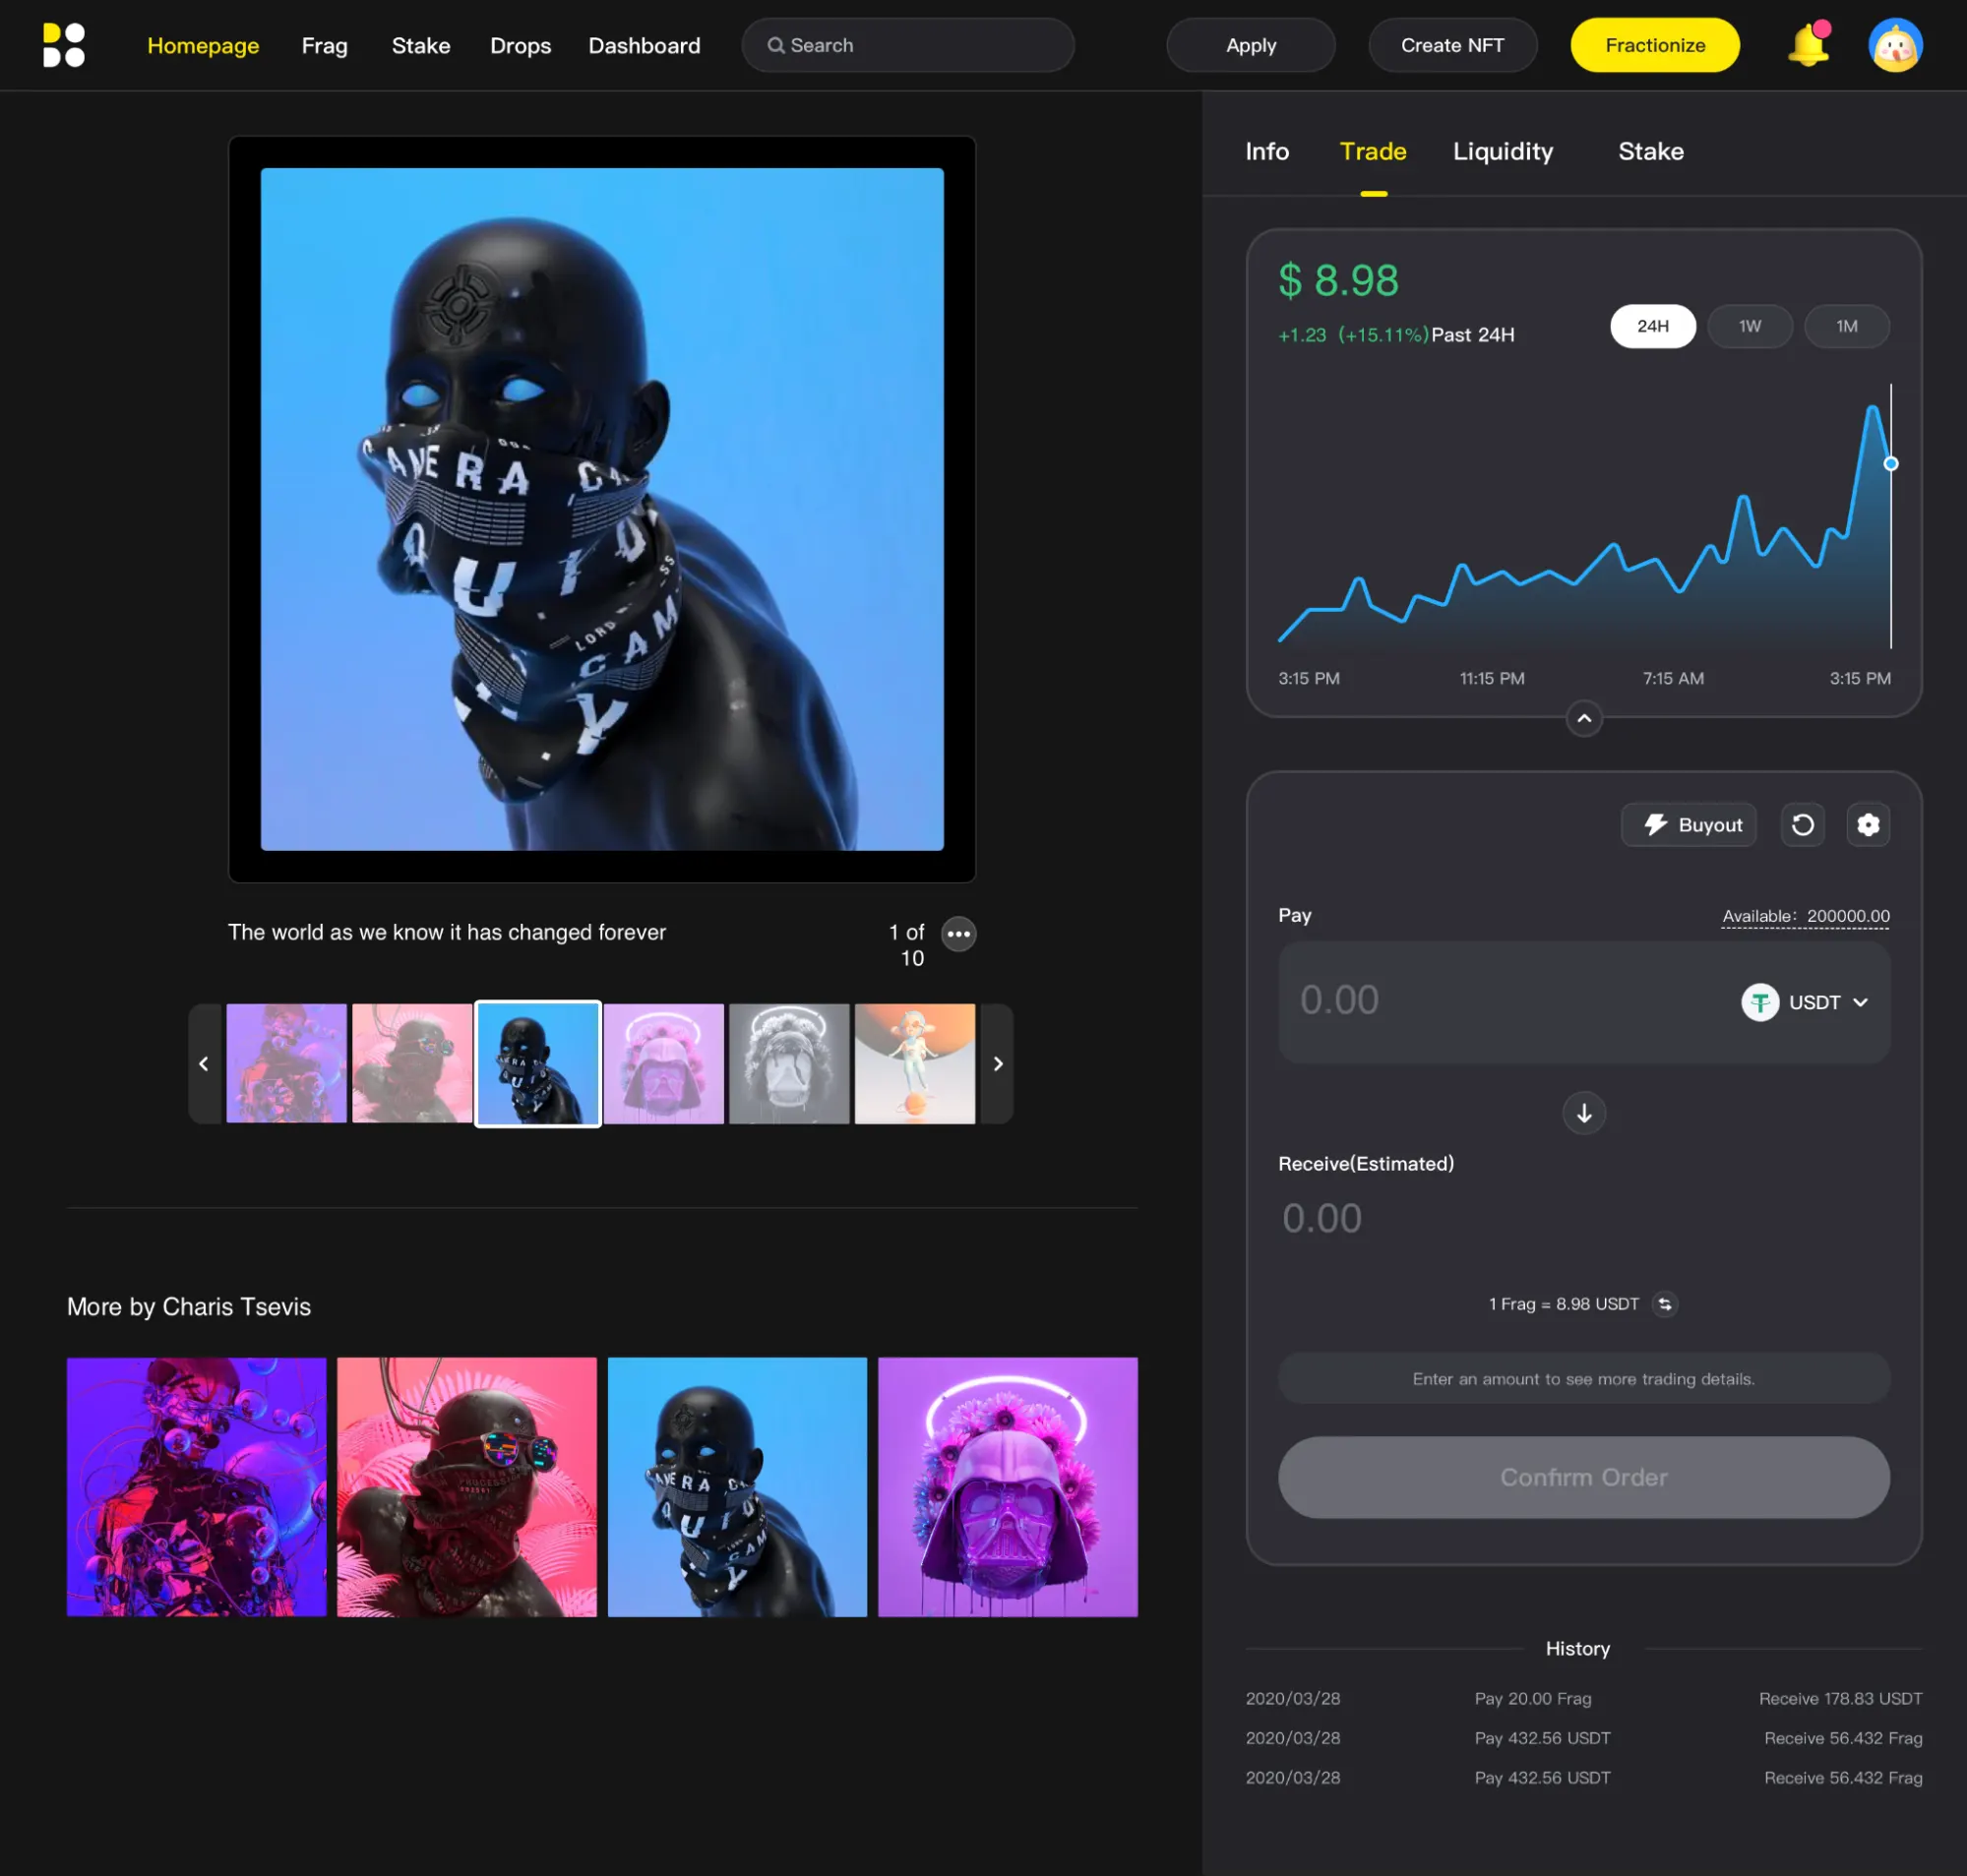 Homepage
Frag
Stake
Drops
Dashboard
Search
Apply
Create NFT
Fractionize
Info
Trade
Liquidity
Stake
$ 8.98
+1.23 (+15.11%) Past 24H
24H
1W
1M
3:15 PM
11:15 PM
7:15 AM
3:15 PM
CAMERA
LORD
CAM
The world as we know it has changed forever
1 of
10
Buyout
Pay
Available: 200000.00
0.00
USDT
Receive(Estimated)
0.00
1 Frag = 8.98 USDT
Enter an amount to see more trading details.
Confirm Order
More by Charis Tsevis
History
2020/03/28
Pay 20.00 Frag
Receive 178.83 USDT
2020/03/28
Pay 432.56 USDT
Receive 56.432 Frag
2020/03/28
Pay 432.56 USDT
Receive 56.432 Frag